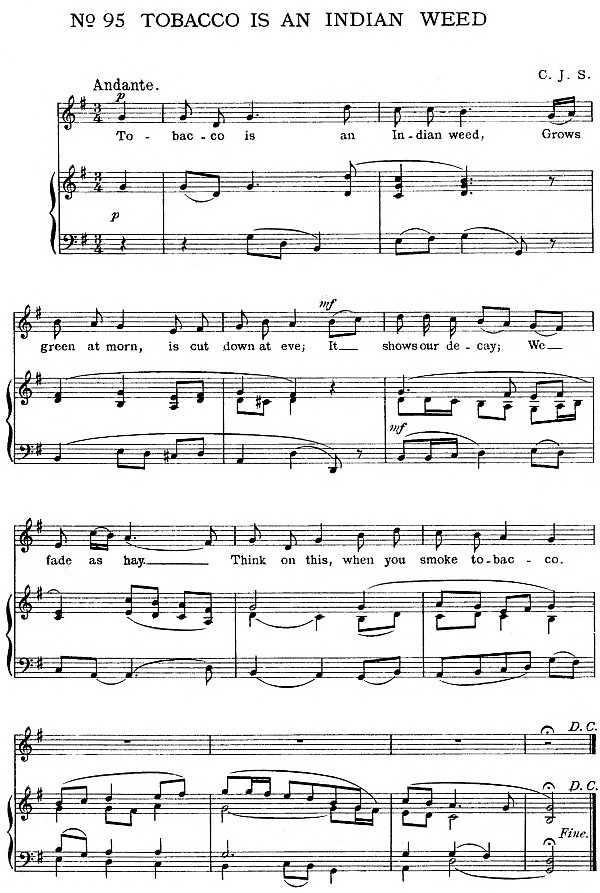 Nº 95 TOBACCO IS AN INDIAN WEED
C. J. S.
Andante.
p
To - bac - co is an In - dian weed, Grows
p
mf
green at morn, is cut down at eve; It shows our de - cay; We
mf
fade as hay. Think on this, when you smoke to - bac - co.
D. C.
D. C.
Fine.